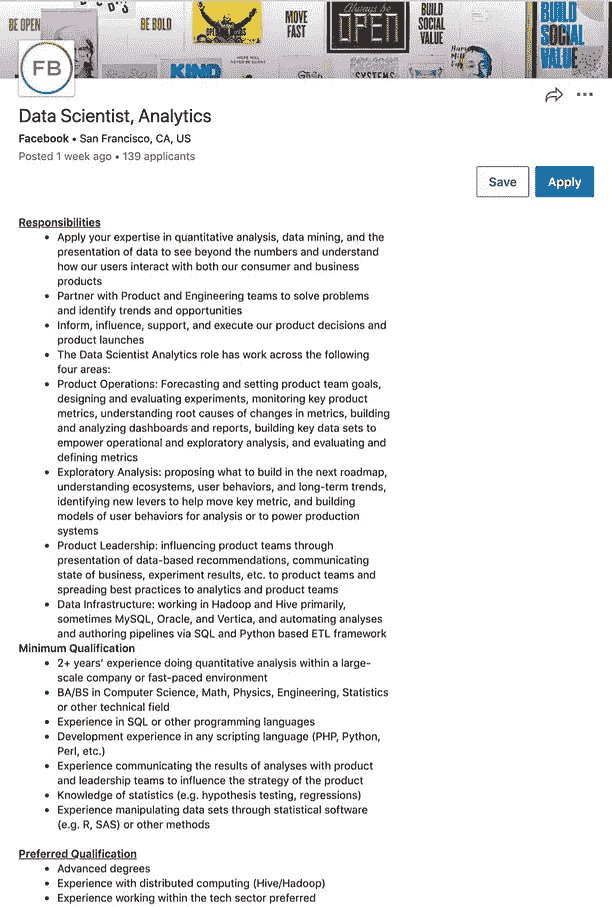 BE OPEN
BE BOLD
MOVE
FAST
Always be
OPEN
BUILD
SOCIAL
VALUE
BUILD
SOCIAL
VALUE
KIND
SYSTEMS
FB
Data Scientist, Analytics
Facebook • San Francisco, CA, US
Posted 1 week ago • 139 applicants
Save
Apply
Responsibilities
• Apply your expertise in quantitative analysis, data mining, and the
presentation of data to see beyond the numbers and understand
how our users interact with both our consumer and business
products
• Partner with Product and Engineering teams to solve problems
and identify trends and opportunities
• Inform, influence, support, and execute our product decisions and
product launches
• The Data Scientist Analytics role has work across the following
four areas:
• Product Operations: Forecasting and setting product team goals,
designing and evaluating experiments, monitoring key product
metrics, understanding root causes of changes in metrics, building
and analyzing dashboards and reports, building key data sets to
empower operational and exploratory analysis, and evaluating and
defining metrics
• Exploratory Analysis: proposing what to build in the next roadmap,
understanding ecosystems, user behaviors, and long-term trends,
identifying new levers to help move key metric, and building
models of user behaviors for analysis or to power production
systems
• Product Leadership: influencing product teams through
presentation of data-based recommendations, communicating
state of business, experiment results, etc. to product teams and
spreading best practices to analytics and product teams
• Data Infrastructure: working in Hadoop and Hive primarily,
sometimes MySQL, Oracle, and Vertica, and automating analyses
and authoring pipelines via SQL and Python based ETL framework
Minimum Qualification
• 2+ years' experience doing quantitative analysis within a large-
scale company or fast-paced environment
• BA/BS in Computer Science, Math, Physics, Engineering, Statistics
or other technical field
• Experience in SQL or other programming languages
• Development experience in any scripting language (PHP, Python,
Perl, etc.)
• Experience communicating the results of analyses with product
and leadership teams to influence the strategy of the product
• Knowledge of statistics (e.g. hypothesis testing, regressions)
• Experience manipulating data sets through statistical software
(e.g. R, SAS) or other methods
Preferred Qualification
• Advanced degrees
• Experience with distributed computing (Hive/Hadoop)
• Experience working within the tech sector preferred